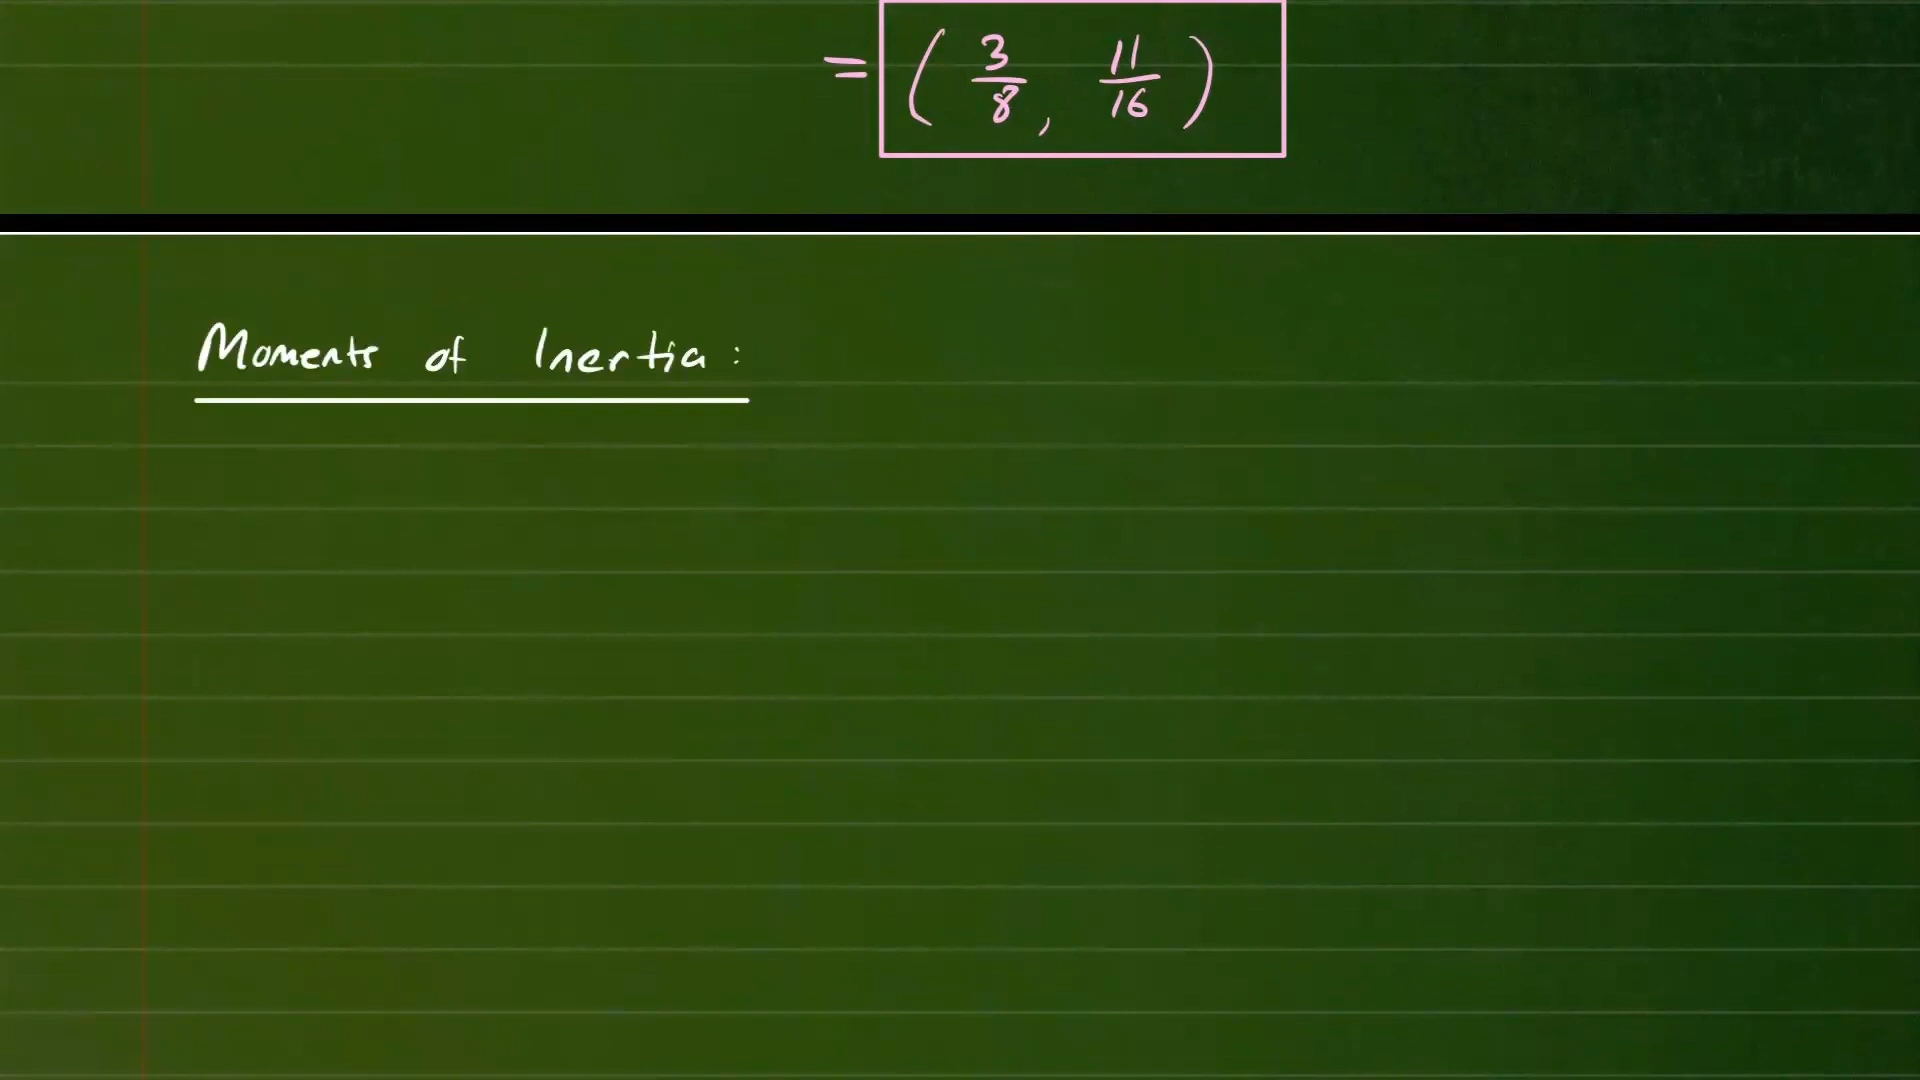 = ( 3/8 , 11/16 )
Moments of Inertia: